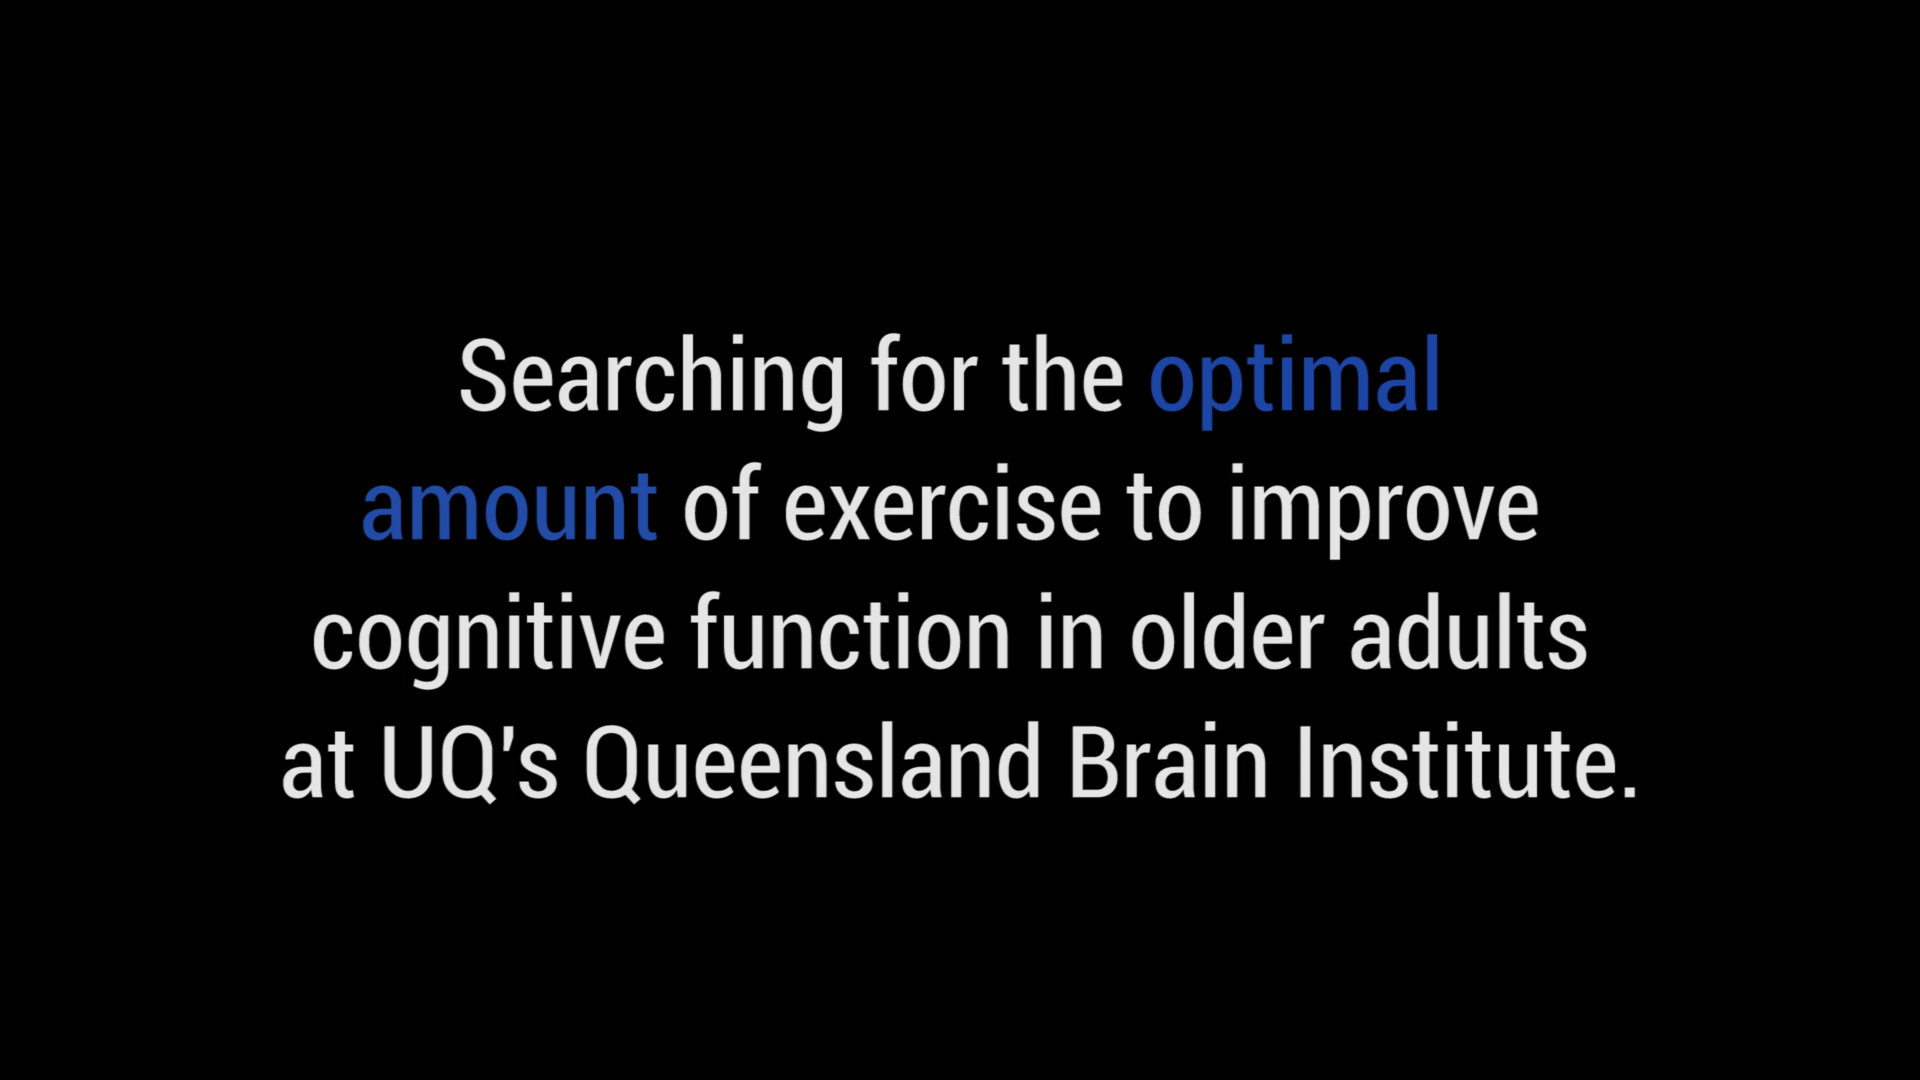 Searching for the optimal
amount of exercise to improve
cognitive function in older adults
at UQ's Queensland Brain Institute.